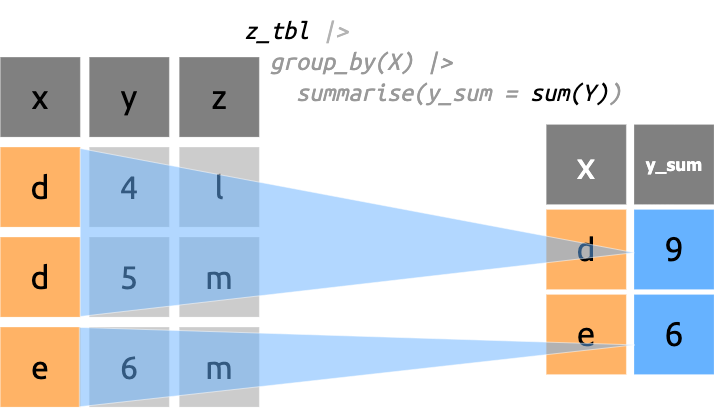 z_tbl |>
group_by(X) |>
summarise(y_sum = sum(Y))
x y z
d 4 l
d 5 m
e 6 m
X y_sum
d 9
e 6